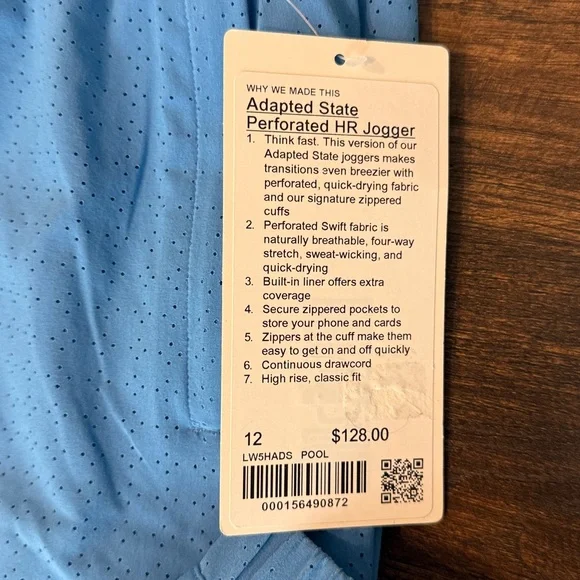 WHY WE MADE THIS
Adapted State
Perforated HR Jogger
1. Think fast. This version of our
Adapted State joggers makes
transitions even breezier with
perforated, quick-drying fabric
and our signature zippered
cuffs
2. Perforated Swift fabric is
naturally breathable, four-way
stretch, sweat-wicking, and
quick-drying
3. Built-in liner offers extra
coverage
4. Secure zippered pockets to
store your phone and cards
5. Zippers at the cuff make them
easy to get on and off quickly
6. Continuous drawcord
7. High rise, classic fit
12 $128.00
LW5HADS POOL
000156490872